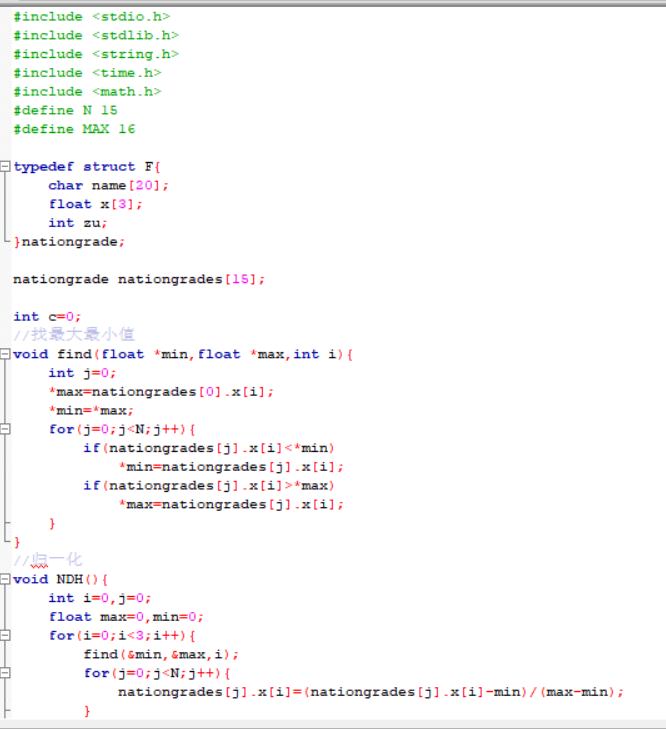 #include <stdio.h>
#include <stdlib.h>
#include <string.h>
#include <time.h>
#include <math.h>
#define N 15
#define MAX 16
typedef struct F{
    char name[20];
    float x[3];
    int zu;
}nationgrade;
nationgrade nationgrades[15];
int c=0;
//找最大最小值
void find(float *min,float *max,int i){
    int j=0;
    *max=nationgrades[0].x[i];
    *min=*max;
    for(j=0;j<N;j++){
        if(nationgrades[j].x[i]<*min)
            *min=nationgrades[j].x[i];
        if(nationgrades[j].x[i]>*max)
            *max=nationgrades[j].x[i];
    }
}
//归一化
void NDH(){
    int i=0,j=0;
    float max=0,min=0;
    for(i=0;i<3;i++){
        find(&min,&max,i);
        for(j=0;j<N;j++){
            nationgrades[j].x[i]=(nationgrades[j].x[i]-min)/(max-min);
        }